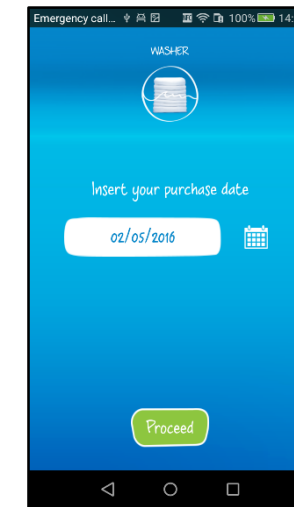 Emergency call... 100% 14:
WASHER
Insert your purchase date
02/05/2016
Proceed